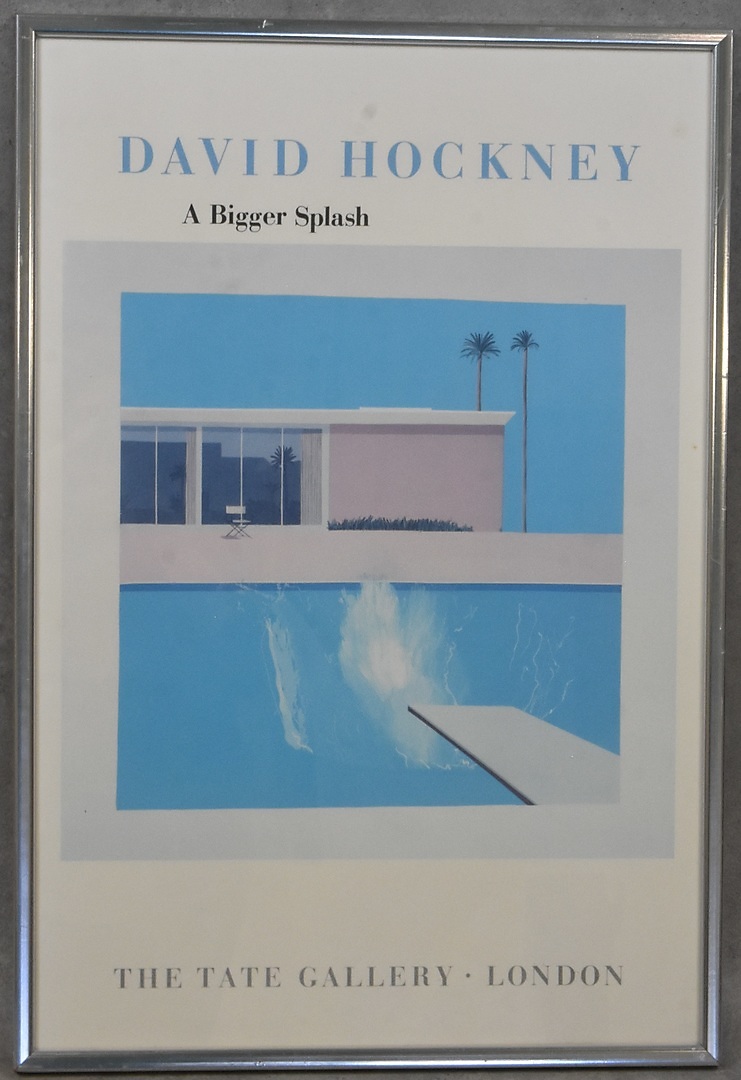 DAVID HOCKNEY
A Bigger Splash
THE TATE GALLERY · LONDON